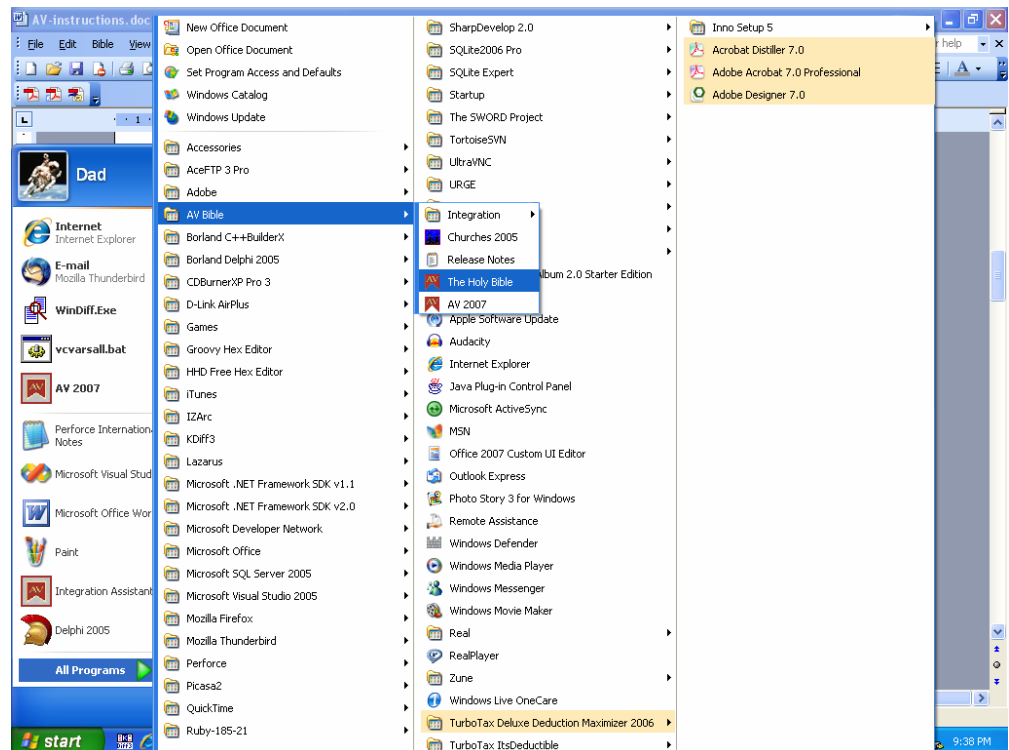 AV-instructions.doc
File Edit Bible View
r help
A
L
1
Dad
Internet
Internet Explorer
E-mail
Mozilla Thunderbird
WinDiff.Exe
vcvarsall.bat
AV 2007
Perforce Internation
Notes
Microsoft Visual Stud
Microsoft Office Wor
Paint
Integration Assistant
Delphi 2005
All Programs
start
New Office Document
Open Office Document
Set Program Access and Defaults
Windows Catalog
Windows Update
Accessories
AceFTP 3 Pro
Adobe
AV Bible
Borland C++BuilderX
Borland Delphi 2005
CDBurnerXP Pro 3
D-Link AirPlus
Games
Groovy Hex Editor
HHD Free Hex Editor
iTunes
IZArc
KDiff3
Lazarus
Microsoft .NET Framework SDK v1.1
Microsoft .NET Framework SDK v2.0
Microsoft Developer Network
Microsoft Office
Microsoft SQL Server 2005
Microsoft Visual Studio 2005
Mozilla Firefox
Mozilla Thunderbird
Perforce
Picasa2
QuickTime
Ruby-185-21
SharpDevelop 2.0
SQLite2006 Pro
SQLite Expert
Startup
The SWORD Project
TortoiseSVN
UltraVNC
URGE
Integration
Churches 2005
Release Notes
The Holy Bible
AV 2007
lbum 2.0 Starter Edition
Apple Software Update
Audacity
Internet Explorer
Java Plug-in Control Panel
Microsoft ActiveSync
MSN
Office 2007 Custom UI Editor
Outlook Express
Photo Story 3 for Windows
Remote Assistance
Windows Defender
Windows Media Player
Windows Messenger
Windows Movie Maker
Real
RealPlayer
Zune
Windows Live OneCare
TurboTax Deluxe Deduction Maximizer 2006
TurboTax ItsDeductible
Inno Setup 5
Acrobat Distiller 7.0
Adobe Acrobat 7.0 Professional
Adobe Designer 7.0
9:38 PM